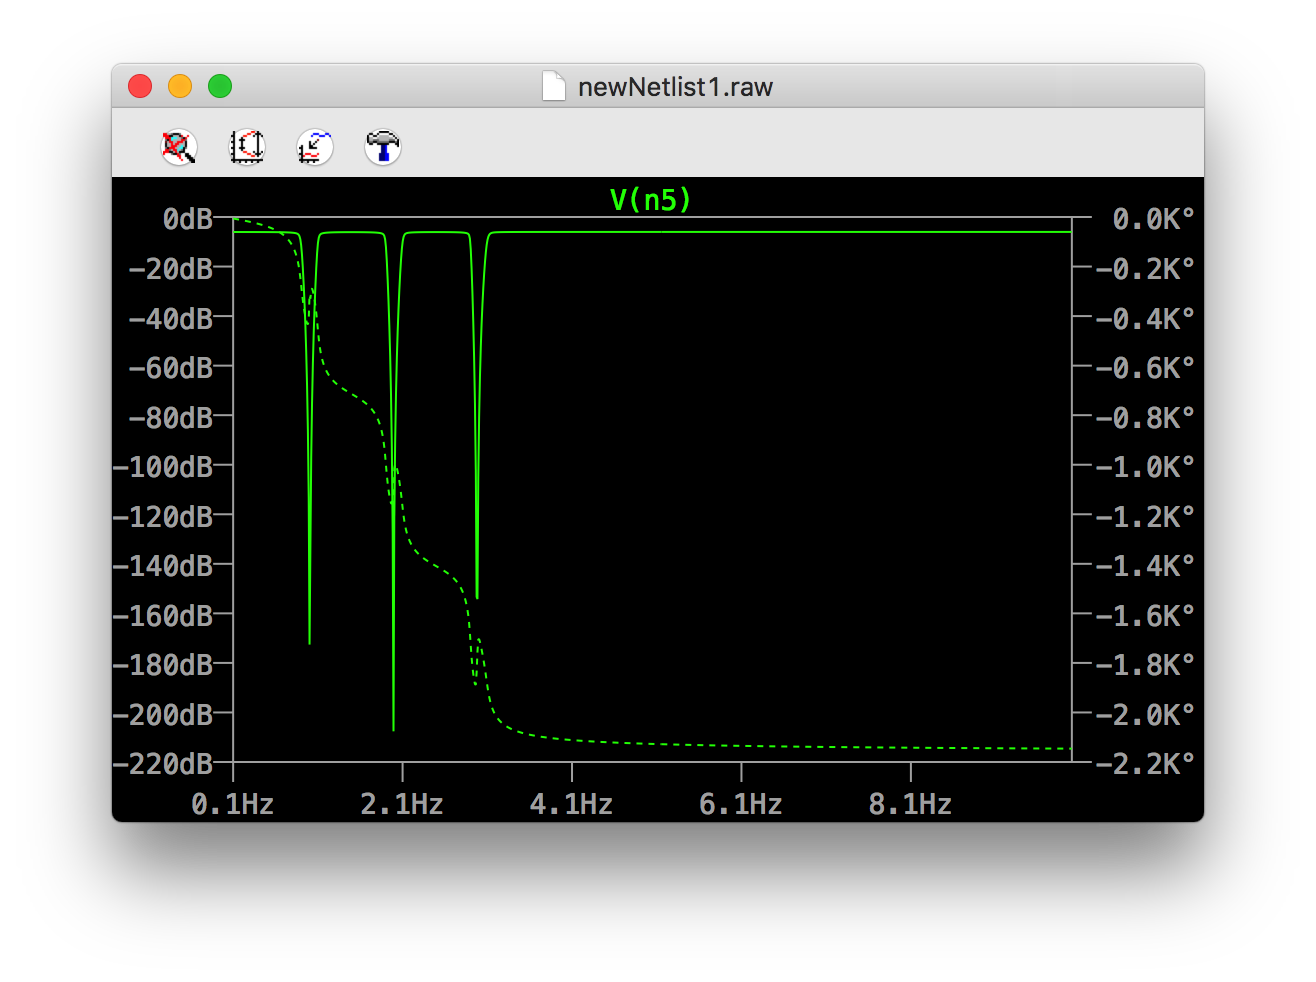 newNetlist1.raw
V(n5)
0dB 0.0K°
−20dB −0.2K°
−40dB −0.4K°
−60dB −0.6K°
−80dB −0.8K°
−100dB −1.0K°
−120dB −1.2K°
−140dB −1.4K°
−160dB −1.6K°
−180dB −1.8K°
−200dB −2.0K°
−220dB −2.2K°
0.1Hz 2.1Hz 4.1Hz 6.1Hz 8.1Hz